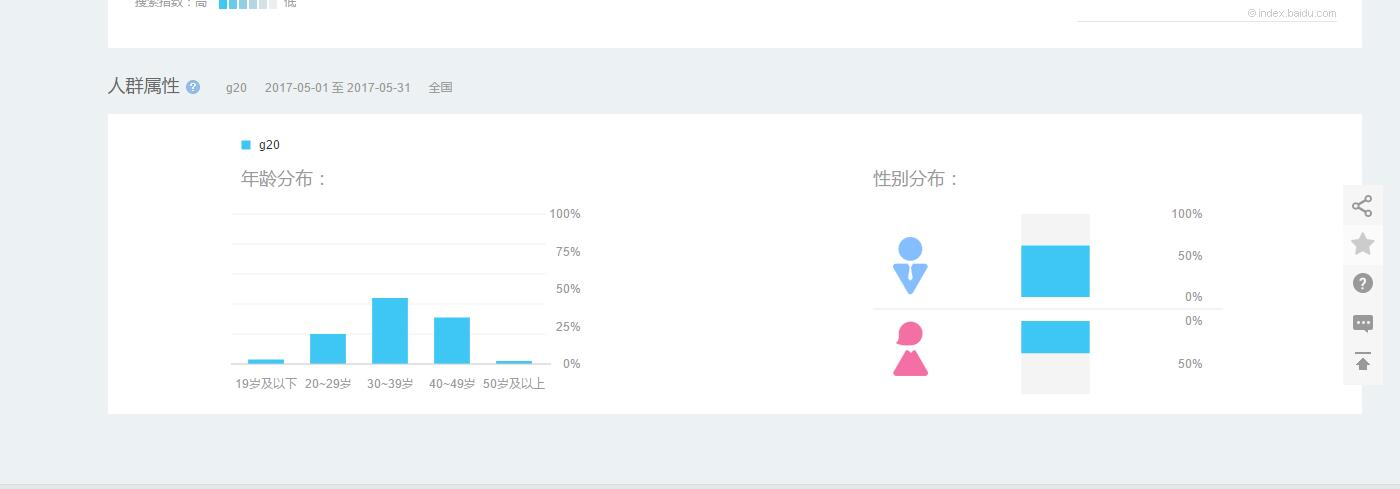 搜索指数：高 低
© index.baidu.com
人群属性 ? g20 2017-05-01 至 2017-05-31 全国
g20
年龄分布：
100%
75%
50%
25%
0%
19岁及以下 20~29岁 30~39岁 40~49岁 50岁及以上
性别分布：
100%
50%
0%
0%
50%